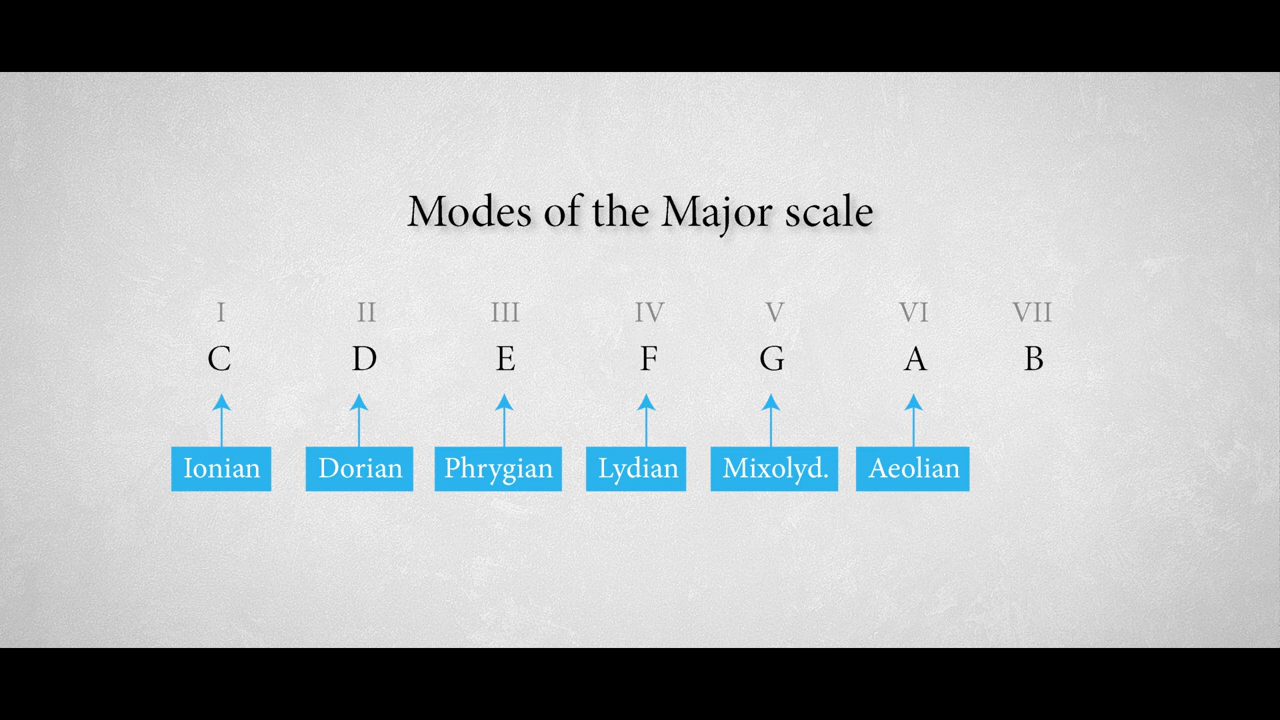 Modes of the Major scale
I II III IV V VI VII
C D E F G A B
Ionian Dorian Phrygian Lydian Mixolyd. Aeolian